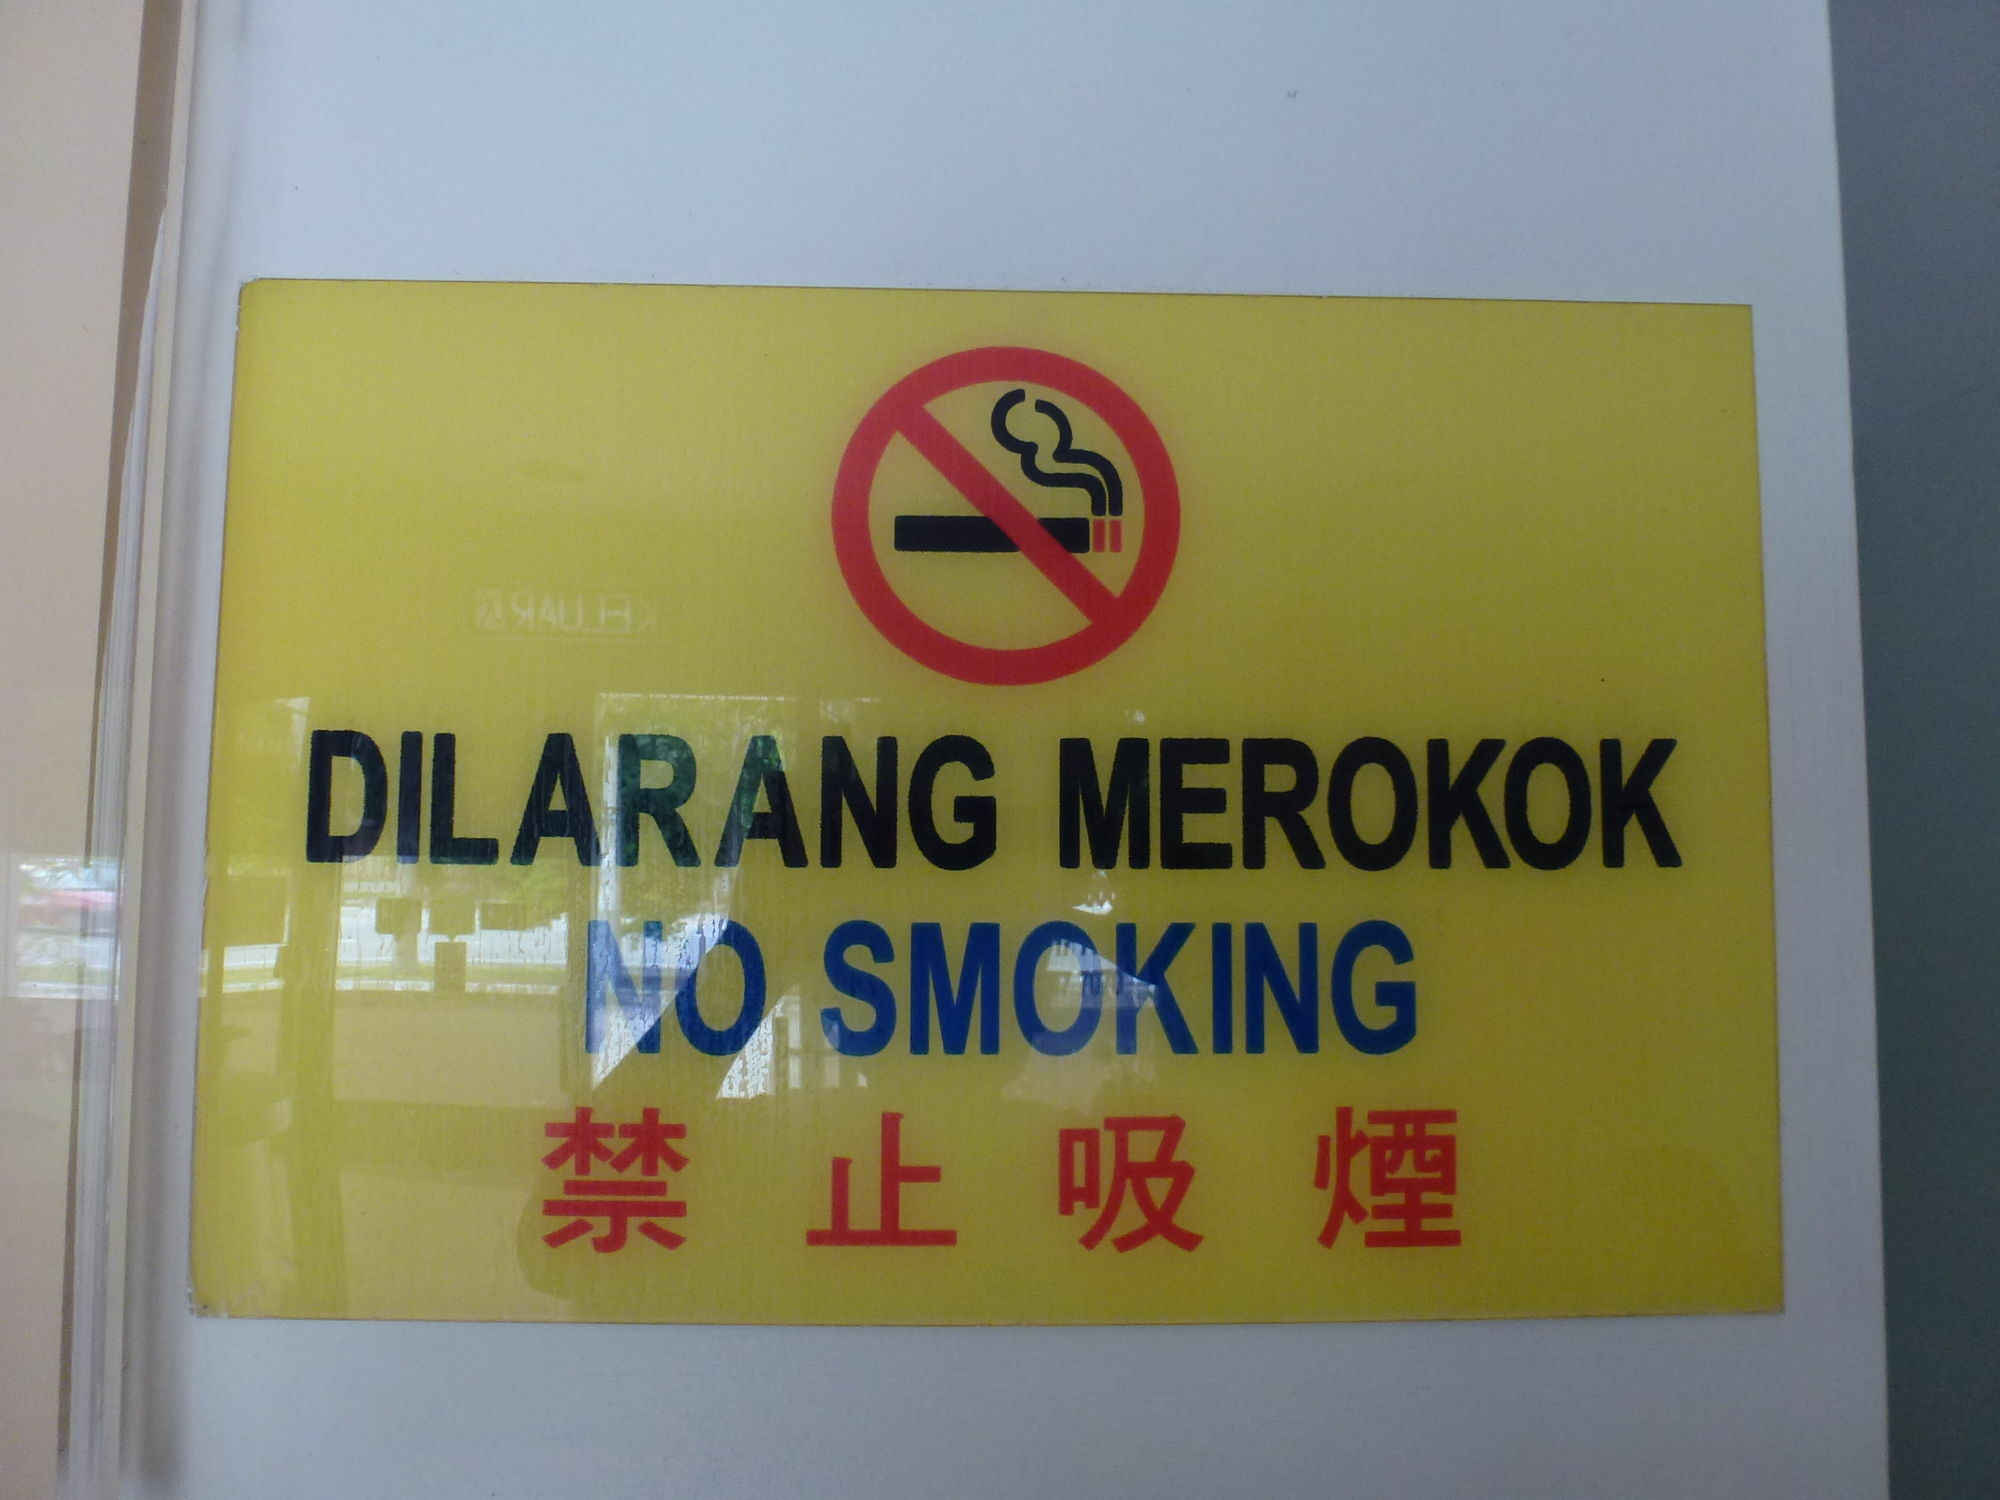 DILARANG MEROKOK
NO SMOKING
禁止吸煙